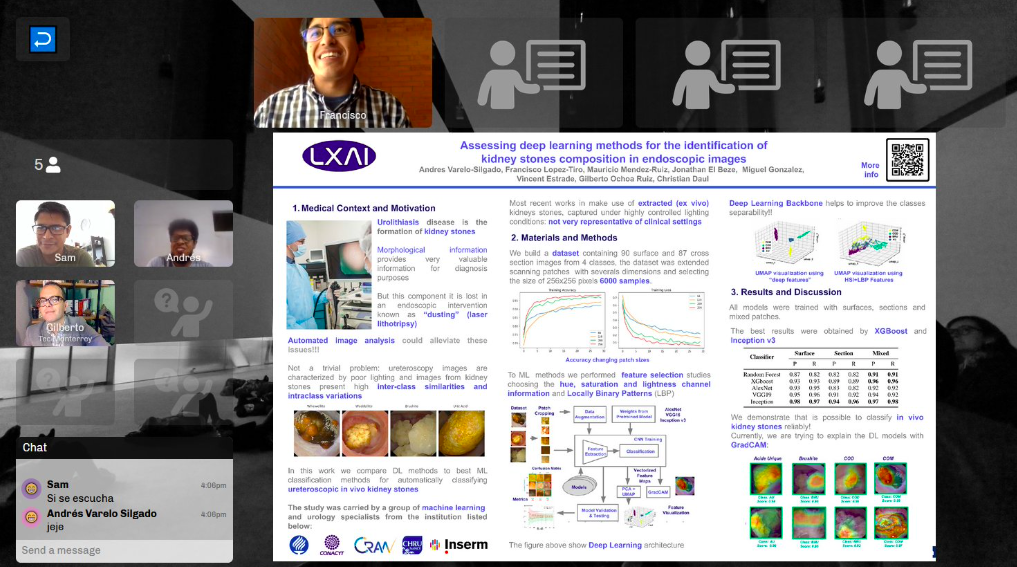 Francisco
5
Sam
Andrés
Gilberto
Tec Monterrey
Chat
Sam 4:06pm
Si se escucha
Andrés Varelo Silgado 4:08pm
jeje
Send a message
LXAI
Assessing deep learning methods for the identification of
kidney stones composition in endoscopic images
Andres Varelo-Silgado, Francisco Lopez-Tiro, Mauricio Mendez-Ruiz, Jonathan El Beze, Miguel Gonzalez,
Vincent Estrade, Gilberto Ochoa Ruiz, Christian Daul
More
info
1. Medical Context and Motivation
Urolithiasis disease is the
formation of kidney stones
Morphological information
provides very valuable
information for diagnosis
purposes
But this component it is lost in
an endoscopic intervention
known as “dusting” (laser
lithotripsy)
Automated image analysis could alleviate these
issues!!!
Not a trivial problem: ureteroscopy images are
characterized by poor lighting and images from kidney
stones present high inter-class similarities and
intraclass variations
In this work we compare DL methods to best ML
classification methods for automatically classifying
ureteroscopic in vivo kidney stones
The study was carried by a group of machine learning
and urology specialists from the institution listed
below:
CONACYT
CRAN
CHRU
Inserm
Most recent works in make use of extracted (ex vivo)
kidneys stones, captured under highly controlled lighting
conditions: not very representative of clinical settings
2. Materials and Methods
We build a dataset containing 90 surface and 87 cross
section images from 4 classes, the dataset was extended
scanning patches with severals dimensions and selecting
the size of 256x256 pixels 6000 samples.
Accuracy changing patch sizes
To ML methods we performed feature selection studies
choosing the hue, saturation and lightness channel
information and Locally Binary Patterns (LBP)
Dataset
Patch
Cropping
Data
Augmentation
Weights from
Pretrained Model
AlexNet
VGG19
Inception v3
CNN Training
Feature
Extraction
Classification
Confusion Matrix
Models
Vectorized
Feature
Maps
Metrics
PCA +
UMAP
GradCAM
Model Validation
& Testing
Feature
Visualization
The figure above show Deep Learning architecture
Deep Learning Backbone helps to improve the classes
separability!!
UMAP visualization using
"deep features"
UMAP visualization using
HSI+LBP Features
3. Results and Discussion
All models were trained with surfaces, sections and
mixed patches.
The best results were obtained by XGBoost and
Inception v3
Classifier Surface Section Mixed
P R P R P R
Random Forest 0.87 0.82 0.82 0.82 0.91 0.91
XGboost 0.93 0.93 0.89 0.89 0.96 0.96
AlexNet 0.93 0.95 0.83 0.82 0.92 0.92
VGG19 0.95 0.96 0.91 0.92 0.94 0.92
Inception 0.98 0.97 0.94 0.96 0.97 0.98
We demonstrate that is possible to classify in vivo
kidney stones reliably!
Currently, we are trying to explain the DL models with
GradCAM:
Acide Urique Brushite COD COM